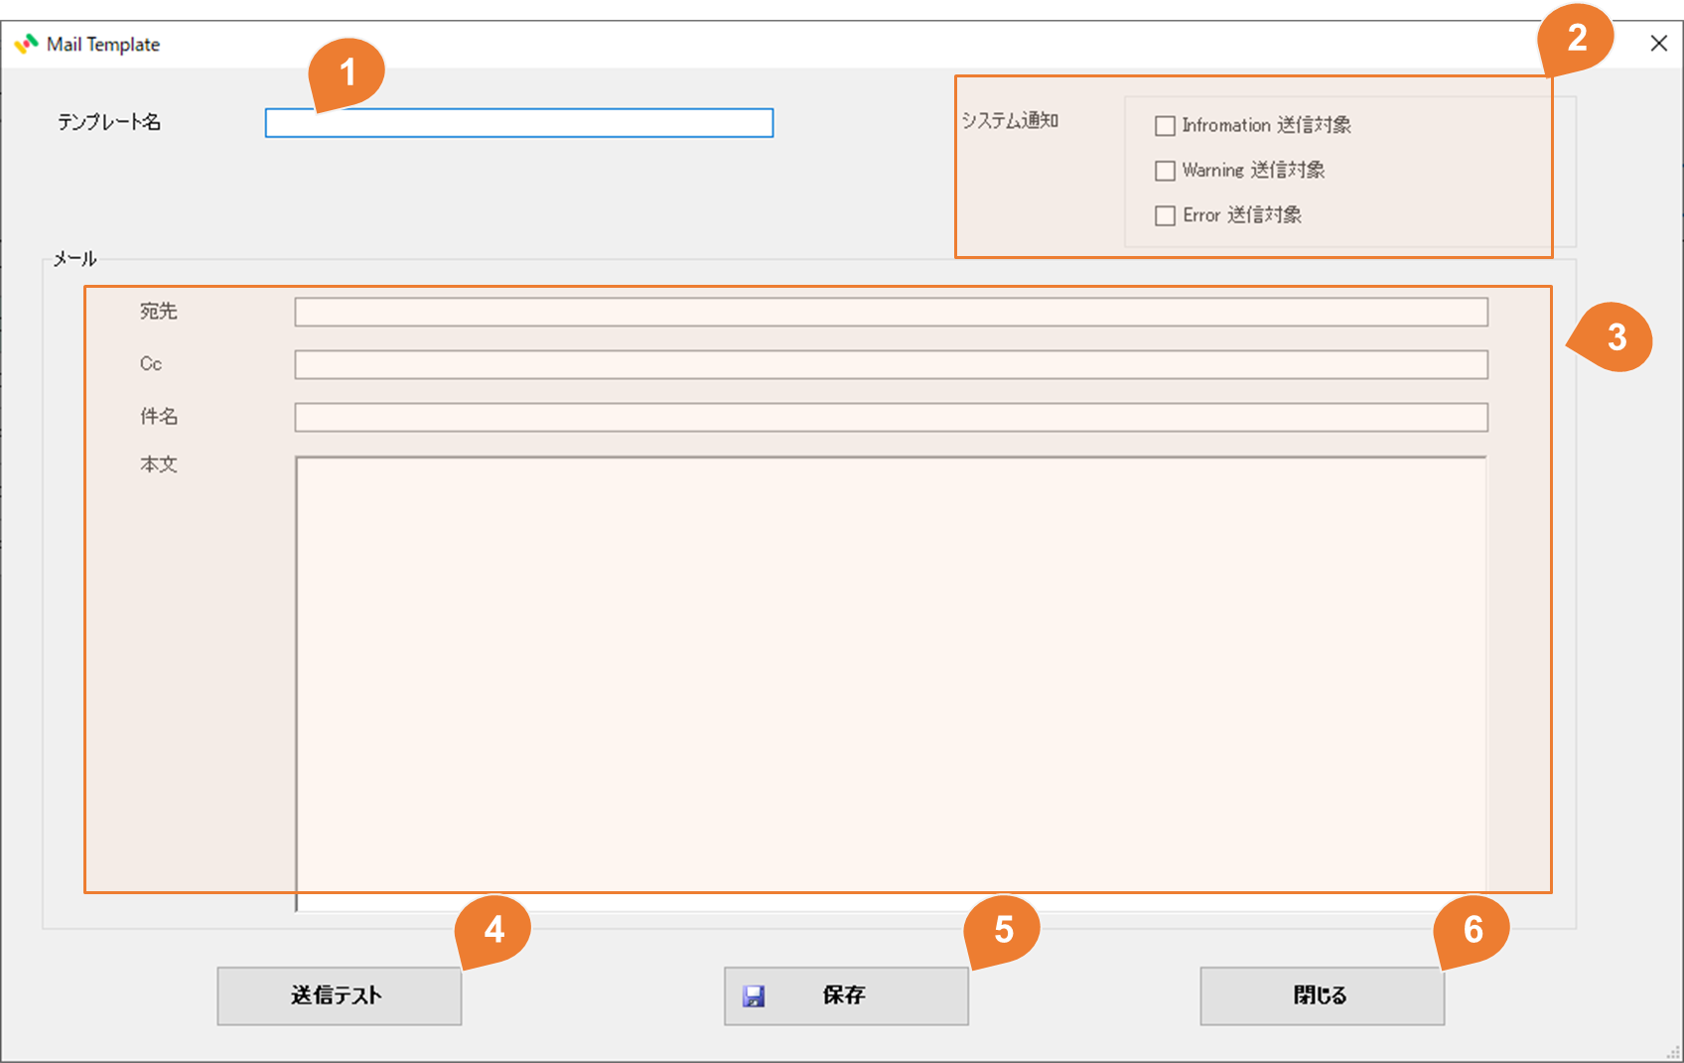 Mail Template
1
2
テンプレート名
システム通知
Infromation 送信対象
Warning 送信対象
Error 送信対象
メール
3
宛先
Cc
件名
本文
4
5
6
送信テスト
保存
閉じる